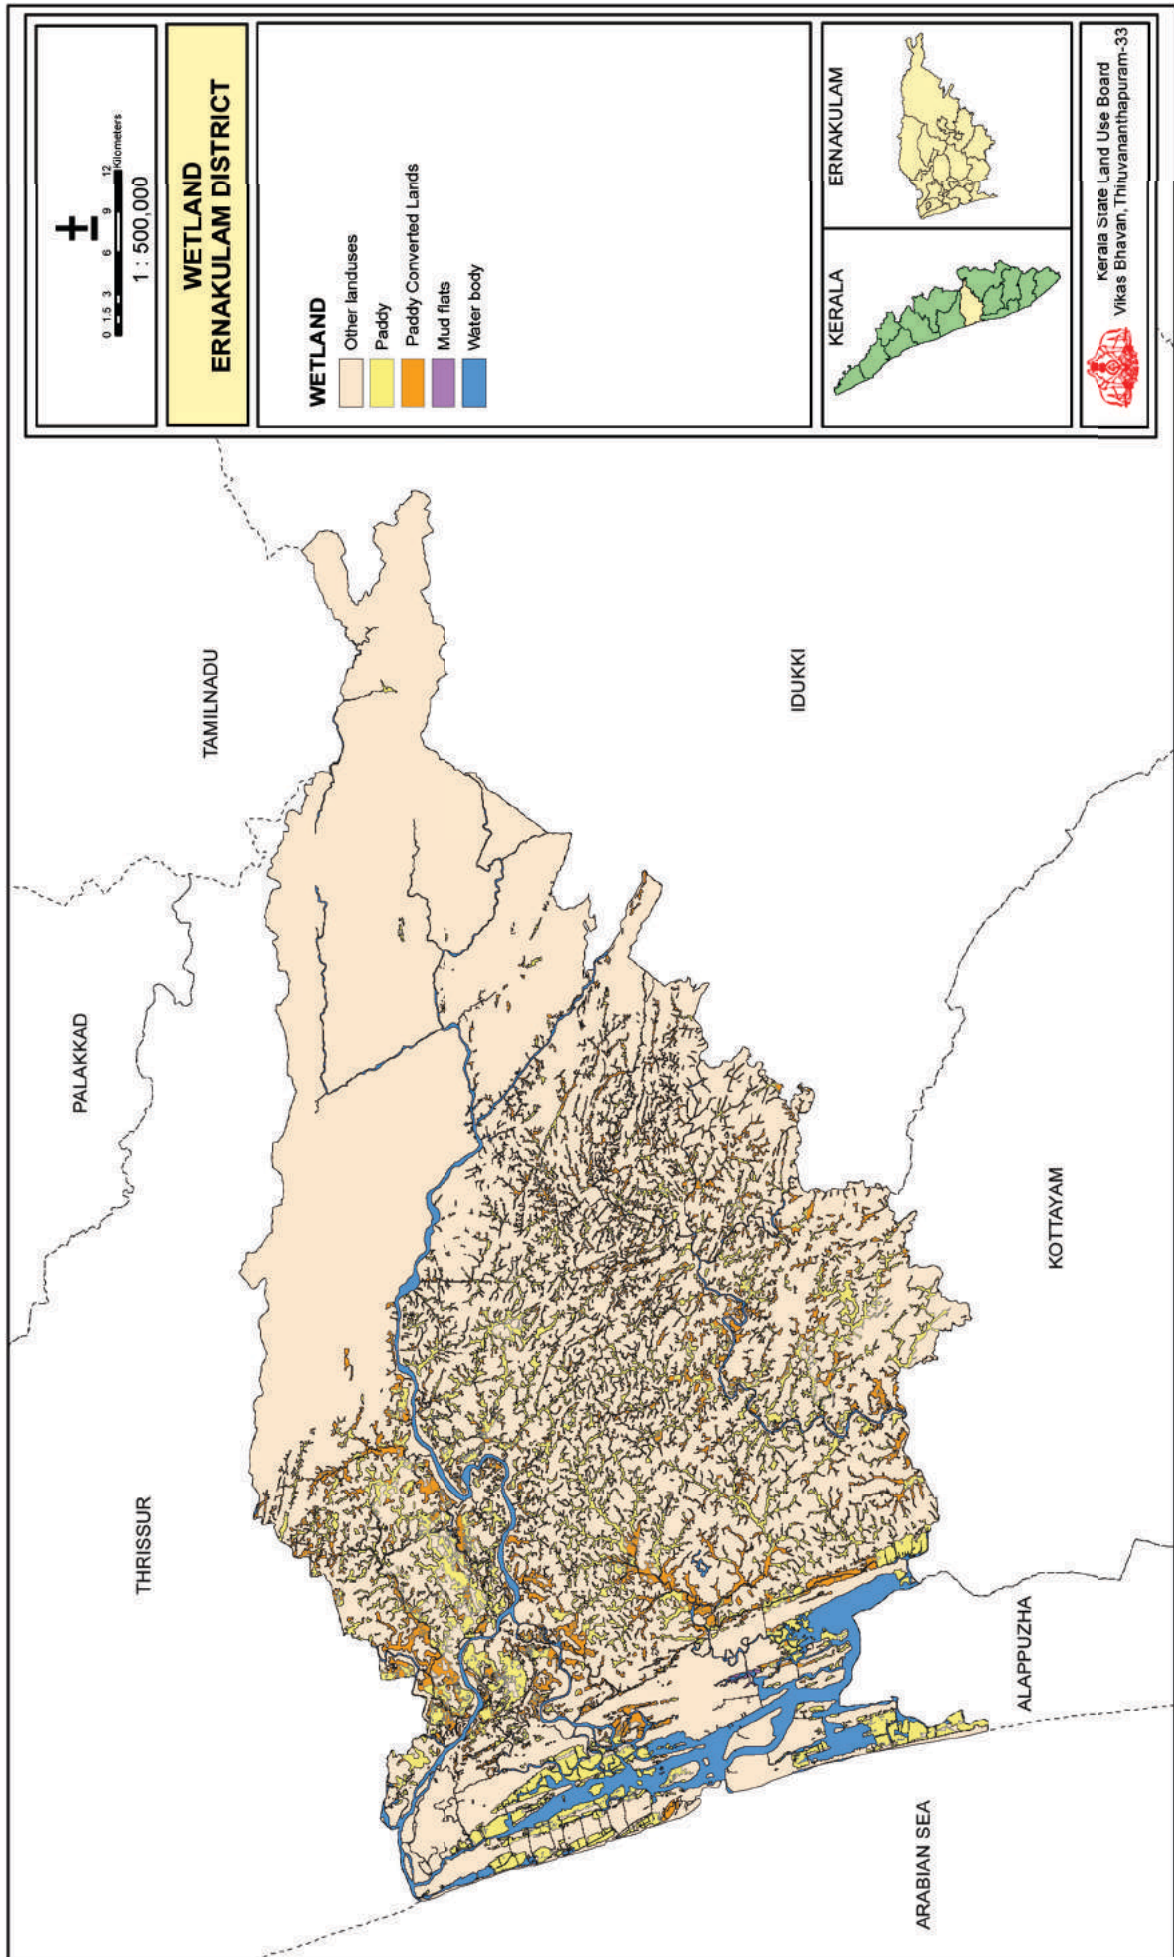 0 1.5 3 6 9 12
Kilometers
1 : 500,000
WETLAND
ERNAKULAM DISTRICT
WETLAND
Other landuses
Paddy
Paddy Converted Lands
Mud flats
Water body
KERALA
ERNAKULAM
Kerala State Land Use Board
Vikas Bhavan,Thiluvananthapuram-33
THRISSUR
PALAKKAD
TAMILNADU
IDUKKI
KOTTAYAM
ALAPPUZHA
ARABIAN SEA